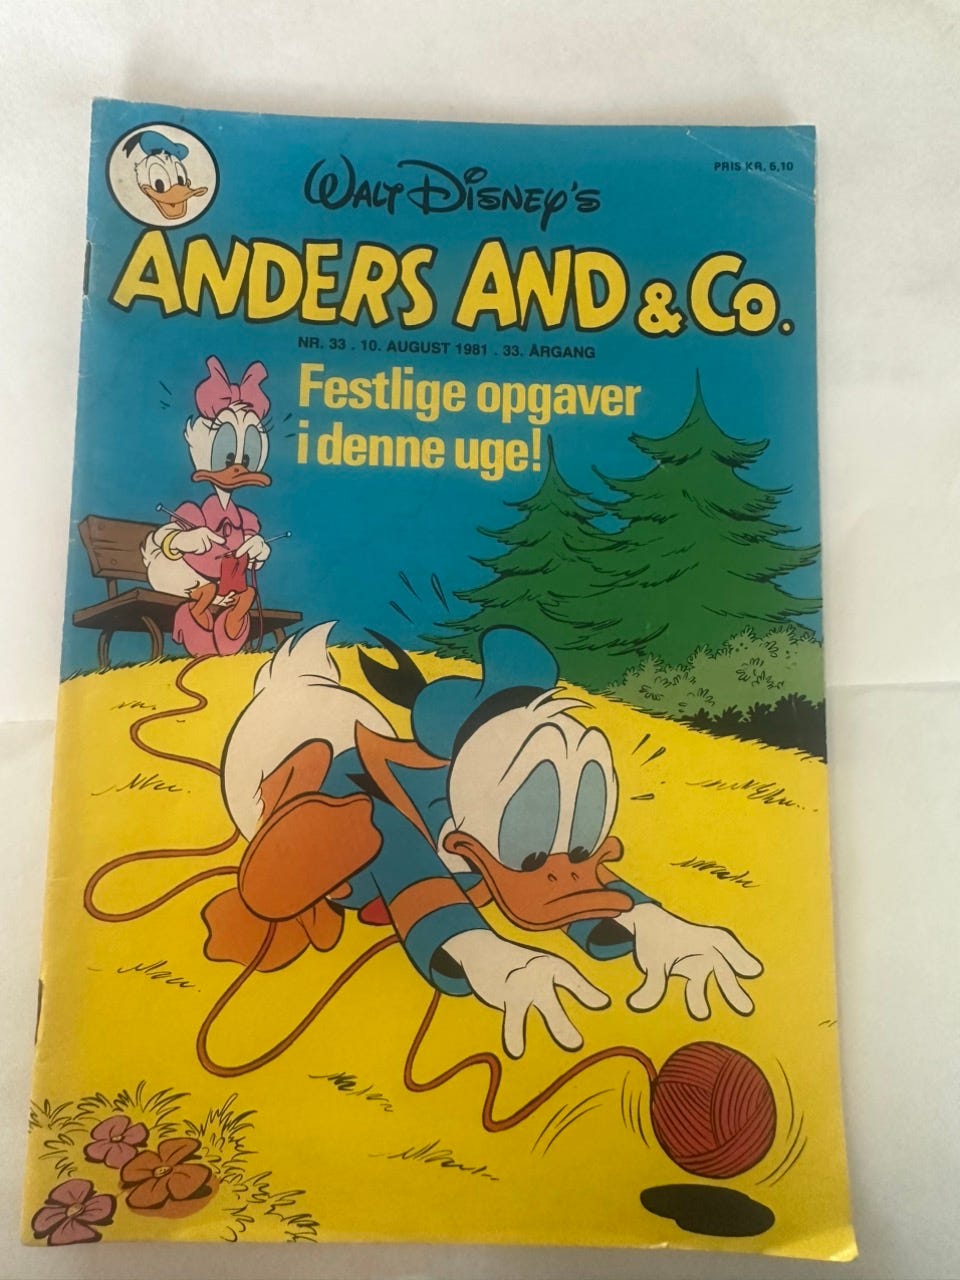 WALT DISNEY'S
PRIS KR. 5,10
ANDERS AND & CO.
NR. 33 . 10. AUGUST 1981 . 33. ÅRGANG
Festlige opgaver
i denne uge!